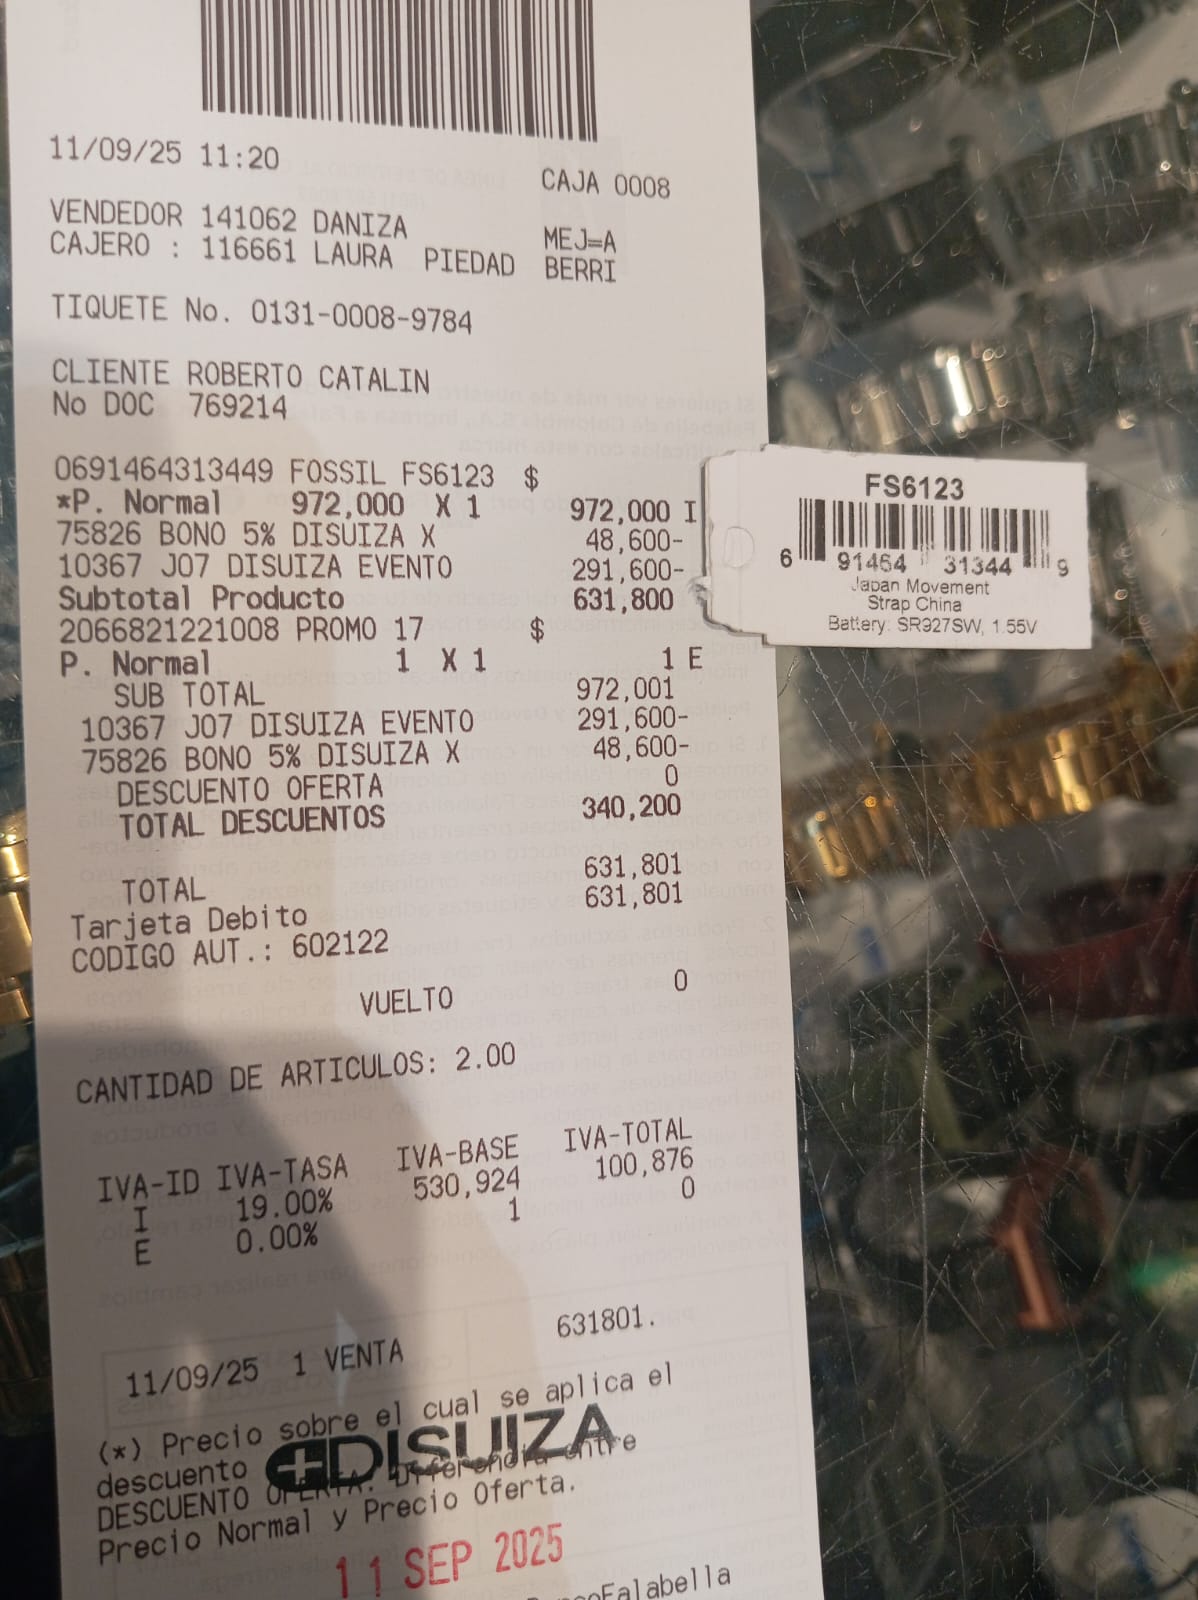 11/09/25 11:20
CAJA 0008
VENDEDOR 141062 DANIZA MEJ=A
CAJERO : 116661 LAURA PIEDAD BERRI
TIQUETE No. 0131-0008-9784
CLIENTE ROBERTO CATALIN
No DOC 769214
0691464313449 FOSSIL FS6123 $
*P. Normal 972,000 X 1 972,000 I
75826 BONO 5% DISUIZA X 48,600-
10367 J07 DISUIZA EVENTO 291,600-
Subtotal Producto 631,800
2066821221008 PROMO 17 $
P. Normal 1 X 1 1 E
SUB TOTAL 972,001
10367 J07 DISUIZA EVENTO 291,600-
75826 BONO 5% DISUIZA X 48,600-
DESCUENTO OFERTA 0
TOTAL DESCUENTOS 340,200
TOTAL 631,801
Tarjeta Debito 631,801
CODIGO AUT.: 602122
VUELTO 0
CANTIDAD DE ARTICULOS: 2.00
IVA-ID IVA-TASA IVA-BASE IVA-TOTAL
I 19.00% 530,924 100,876
E 0.00% 1 0
11/09/25 1 VENTA 631801.
(*) Precio sobre el cual se aplica el
descuento
DESCUENTO OFERTA: Diferencia entre
Precio Normal y Precio Oferta.
DISUIZA
11 SEP 2025
Falabella
FS6123
6 91464 31344 9
Japan Movement
Strap China
Battery: SR927SW, 1.55V